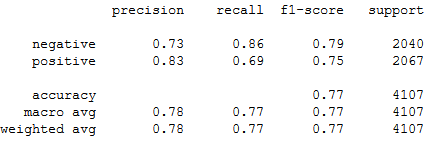 precision recall f1-score support
negative 0.73 0.86 0.79 2040
positive 0.83 0.69 0.75 2067
accuracy 0.77 4107
macro avg 0.78 0.77 0.77 4107
weighted avg 0.78 0.77 0.77 4107